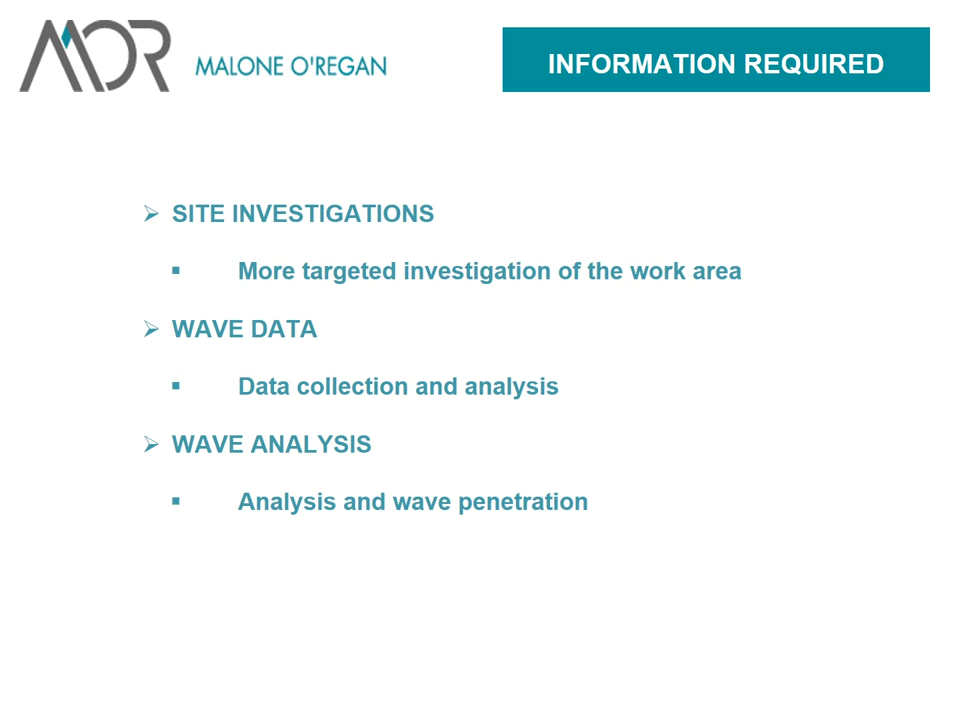 MOR MALONE O'REGAN
INFORMATION REQUIRED
SITE INVESTIGATIONS
More targeted investigation of the work area
WAVE DATA
Data collection and analysis
WAVE ANALYSIS
Analysis and wave penetration